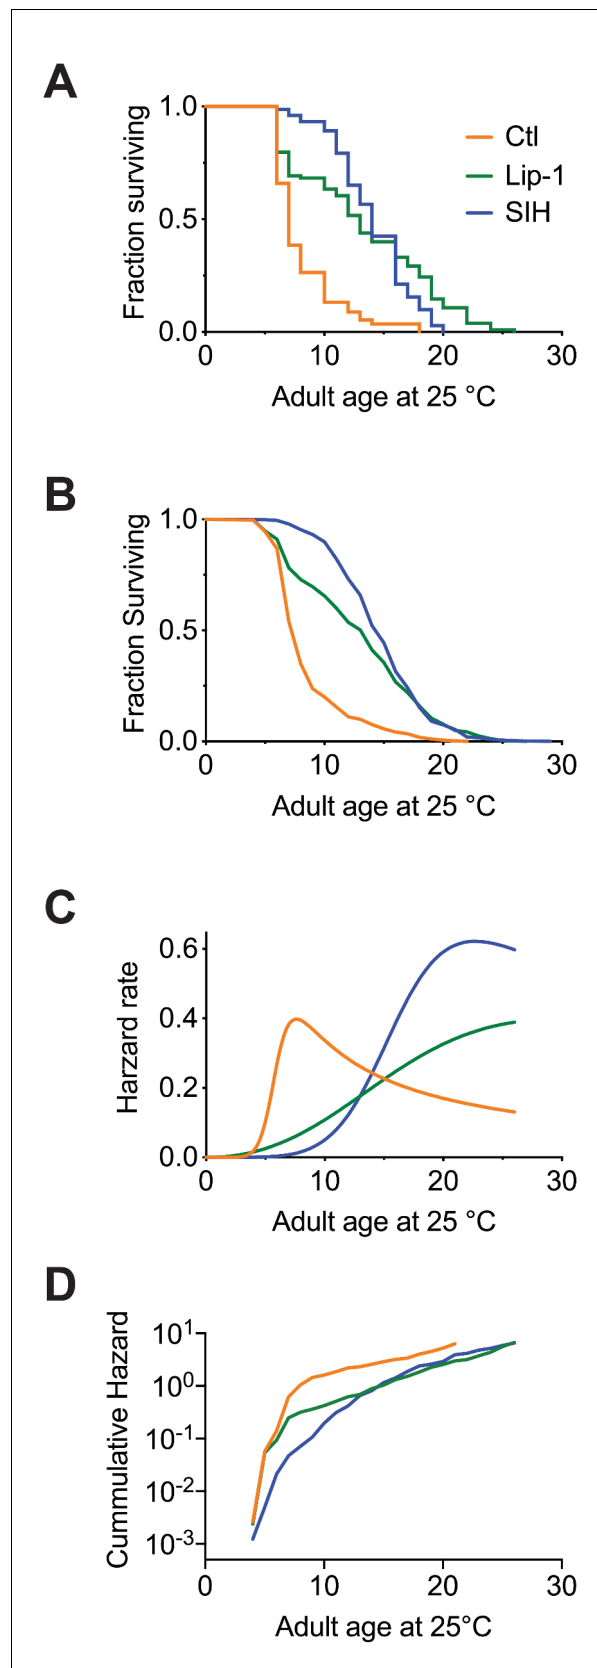 A
Fraction surviving
1.0
0.5
0.0
0
10
20
30
Adult age at 25 °C
Ctl
Lip-1
SIH
B
Fraction Surviving
1.0
0.5
0.0
0
10
20
30
Adult age at 25 °C
C
Harzard rate
0.6
0.4
0.2
0.0
0
10
20
30
Adult age at 25 °C
D
Cummulative Hazard
10¹
10⁰
10⁻¹
10⁻²
10⁻³
0
10
20
30
Adult age at 25°C